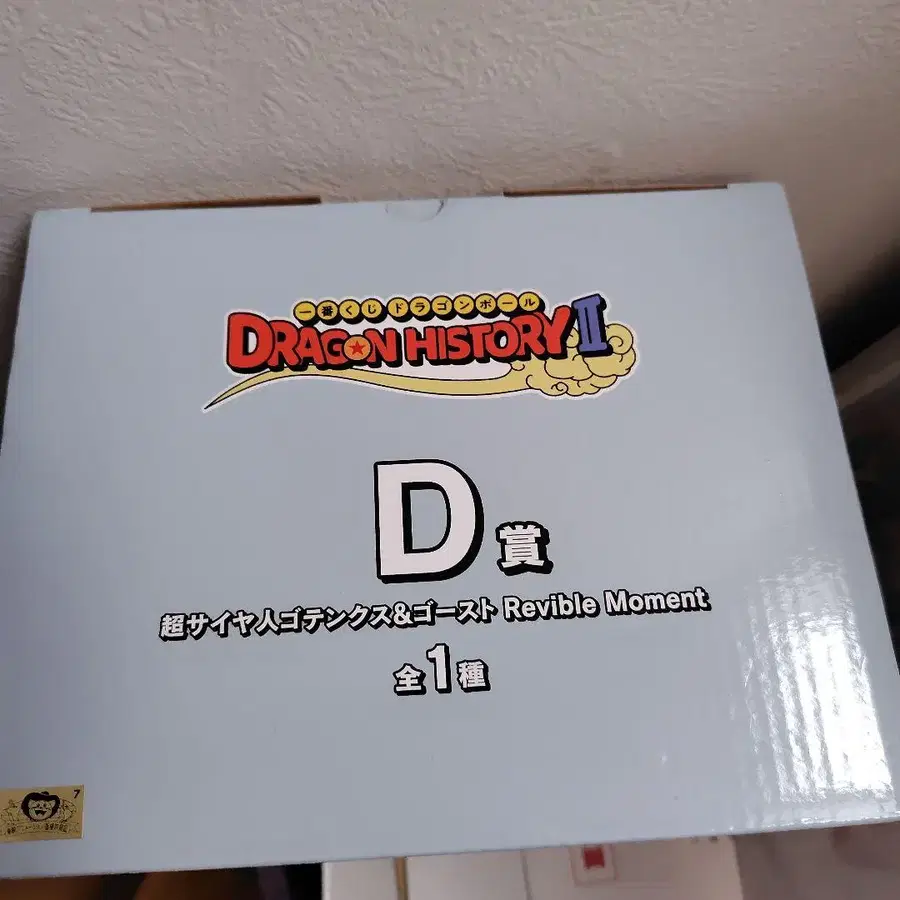 一番くじ ドラゴンボール
DRAGON HISTORY II
D賞
超サイヤ人ゴテンクス&ゴースト Revible Moment
全1種
7